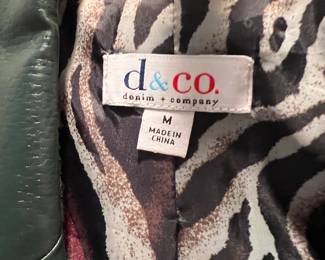 d&co.
denim + company
M
MADE IN
CHINA